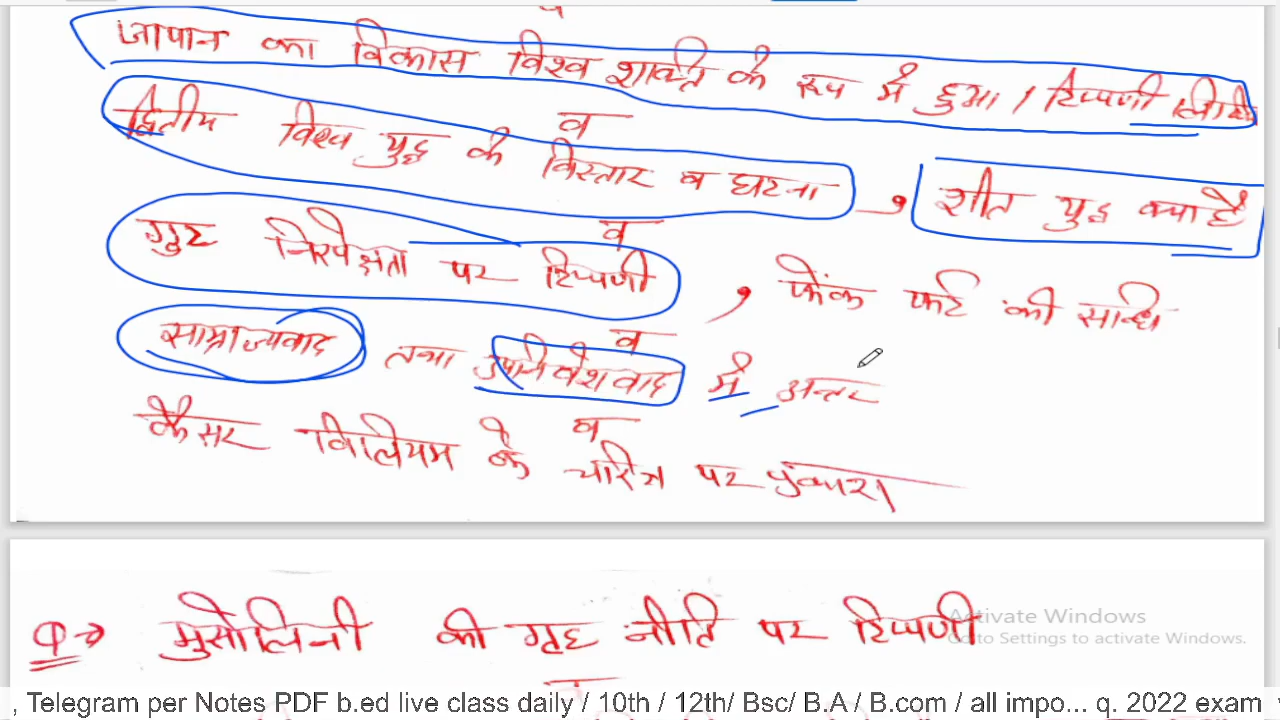 जापान का विकास विश्व शक्ति के रूप में हुआ / टिप्पणी लिखिए
व
द्वितीय विश्व युद्ध के विस्तार व घटना , शीत युद्ध क्या है
व
गुट निरपेक्षता पर टिप्पणी , फ्रेंक फर्ट की सन्धि
व
साम्राज्यवाद तथा उपनिवेशवाद में अन्तर
व
कैसर विलियम के चरित्र पर प्रकाश
Q→ मुसोलिनी की गृह नीति पर टिप्पणी
Activate Windows
Go to Settings to activate Windows.
, Telegram per Notes PDF b.ed live class daily / 10th / 12th/ Bsc/ B.A / B.com / all impo... q. 2022 exam